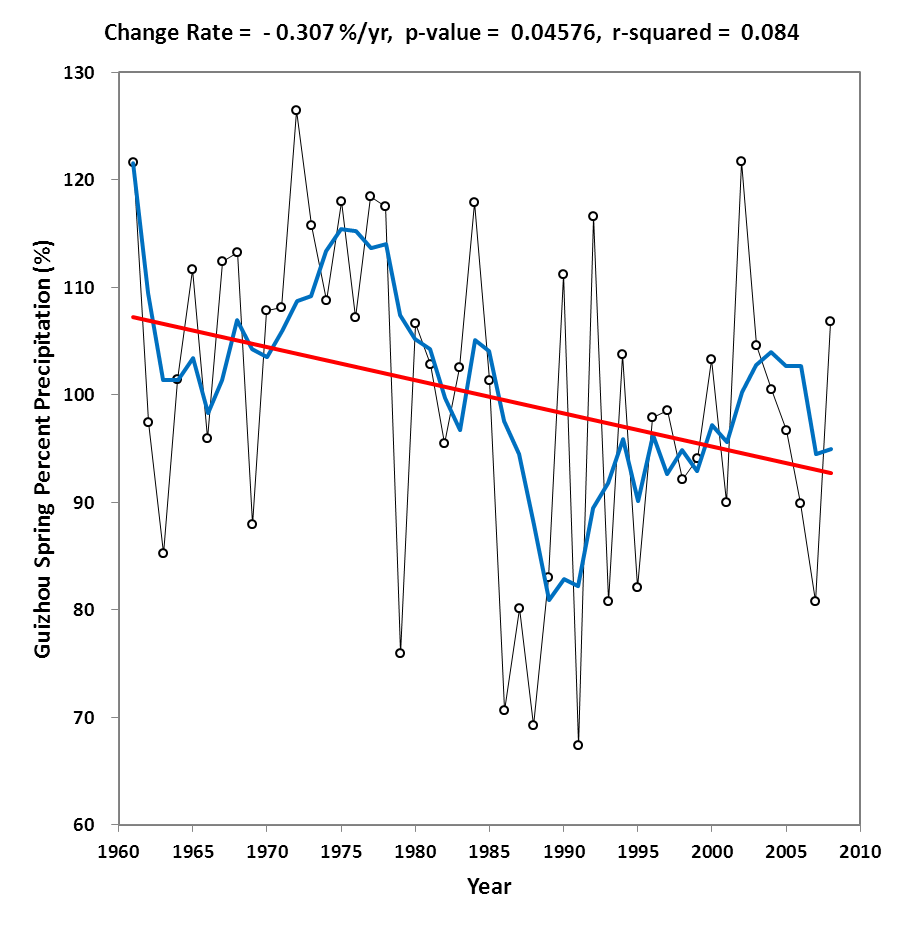 Change Rate = - 0.307 %/yr, p-value = 0.04576, r-squared = 0.084
130
120
110
100
90
80
70
60
Guizhou Spring Percent Precipitation (%)
1960 1965 1970 1975 1980 1985 1990 1995 2000 2005 2010
Year